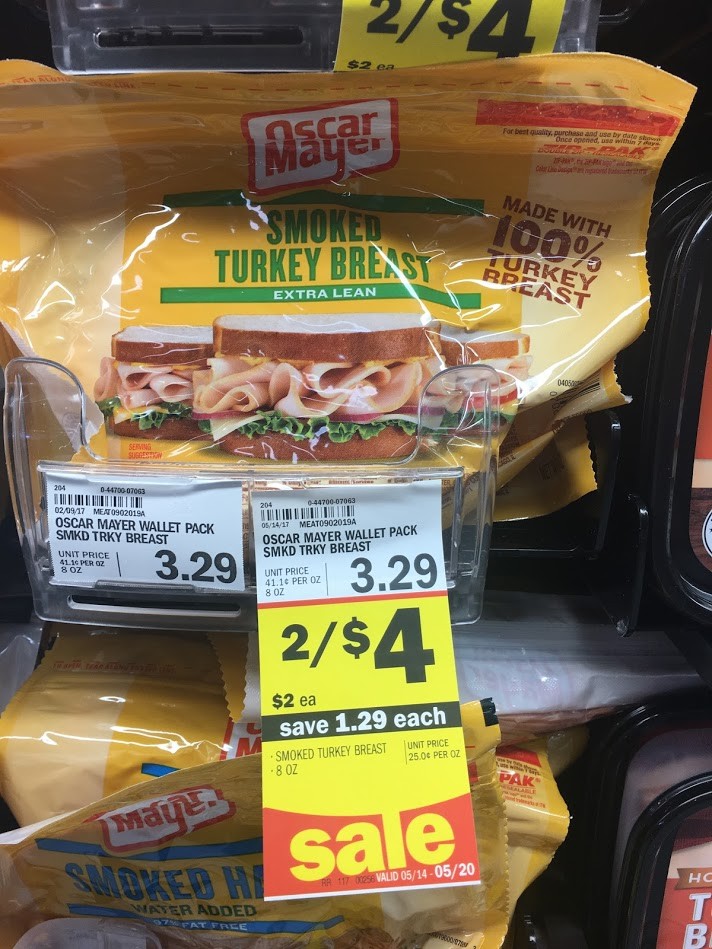 2/$4
$2 ea
Oscar
Mayer
For best quality, purchase and use by date shown.
Once opened, use within 7 days.
SMOKED
TURKEY BREAST
EXTRA LEAN
MADE WITH
100%
TURKEY
BREAST
SERVING
SUGGESTION
204 0-44700-07063
02/09/17 MEAT0902019A
OSCAR MAYER WALLET PACK
SMKD TRKY BREAST
UNIT PRICE
41.1¢ PER OZ
8 OZ
3.29
204 0-44700-07063
05/14/17 MEAT0902019A
OSCAR MAYER WALLET PACK
SMKD TRKY BREAST
UNIT PRICE
41.1¢ PER OZ
8 OZ
3.29
2/$4
$2 ea
save 1.29 each
· SMOKED TURKEY BREAST
· 8 OZ
UNIT PRICE
25.0¢ PER OZ
sale
VALID 05/14 - 05/20
PAK
Mayer
SMOKED HA
WATER ADDED
97% FAT FREE
HO
T
B